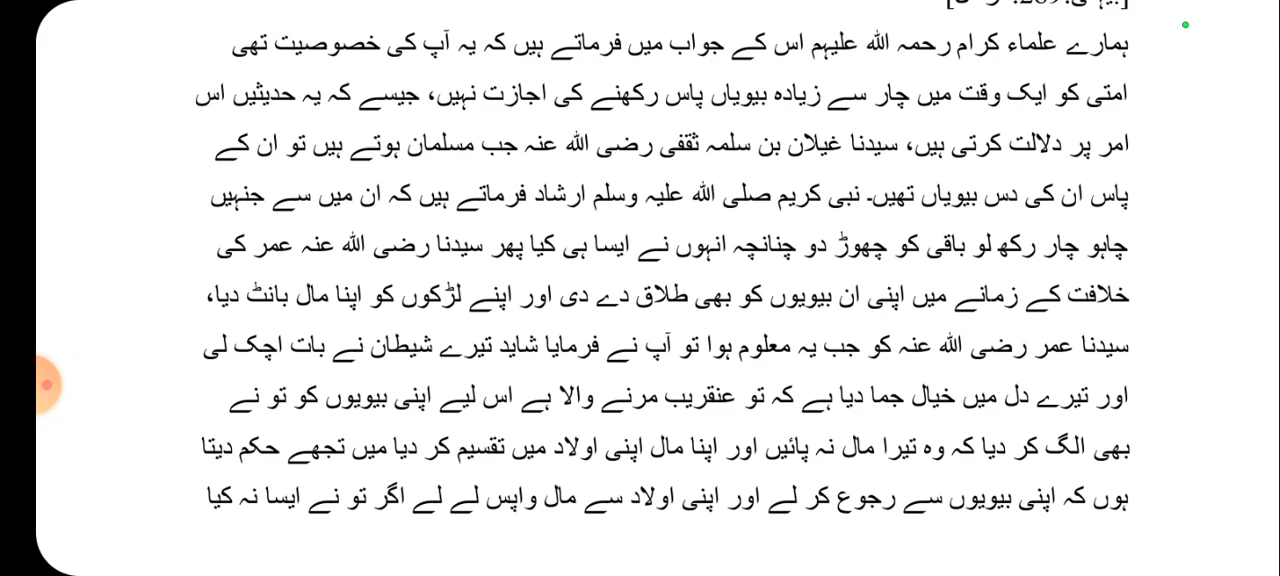 ہمارے علماء کرام رحمہ اللہ علیہم اس کے جواب میں فرماتے ہیں کہ یہ آپ کی خصوصیت تھی
امتی کو ایک وقت میں چار سے زیادہ بیویاں پاس رکھنے کی اجازت نہیں، جیسے کہ یہ حدیثیں اس
امر پر دلالت کرتی ہیں، سیدنا غیلان بن سلمہ ثقفی رضی اللہ عنہ جب مسلمان ہوتے ہیں تو ان کے
پاس ان کی دس بیویاں تھیں۔ نبی کریم صلی اللہ علیہ وسلم ارشاد فرماتے ہیں کہ ان میں سے جنہیں
چاہو چار رکھ لو باقی کو چھوڑ دو چنانچہ انہوں نے ایسا ہی کیا پھر سیدنا رضی اللہ عنہ عمر کی
خلافت کے زمانے میں اپنی ان بیویوں کو بھی طلاق دے دی اور اپنے لڑکوں کو اپنا مال بانٹ دیا،
سیدنا عمر رضی اللہ عنہ کو جب یہ معلوم ہوا تو آپ نے فرمایا شاید تیرے شیطان نے بات اچک لی
اور تیرے دل میں خیال جما دیا ہے کہ تو عنقریب مرنے والا ہے اس لیے اپنی بیویوں کو تو نے
بھی الگ کر دیا کہ وہ تیرا مال نہ پائیں اور اپنا مال اپنی اولاد میں تقسیم کر دیا میں تجھے حکم دیتا
ہوں کہ اپنی بیویوں سے رجوع کر لے اور اپنی اولاد سے مال واپس لے لے اگر تو نے ایسا نہ کیا